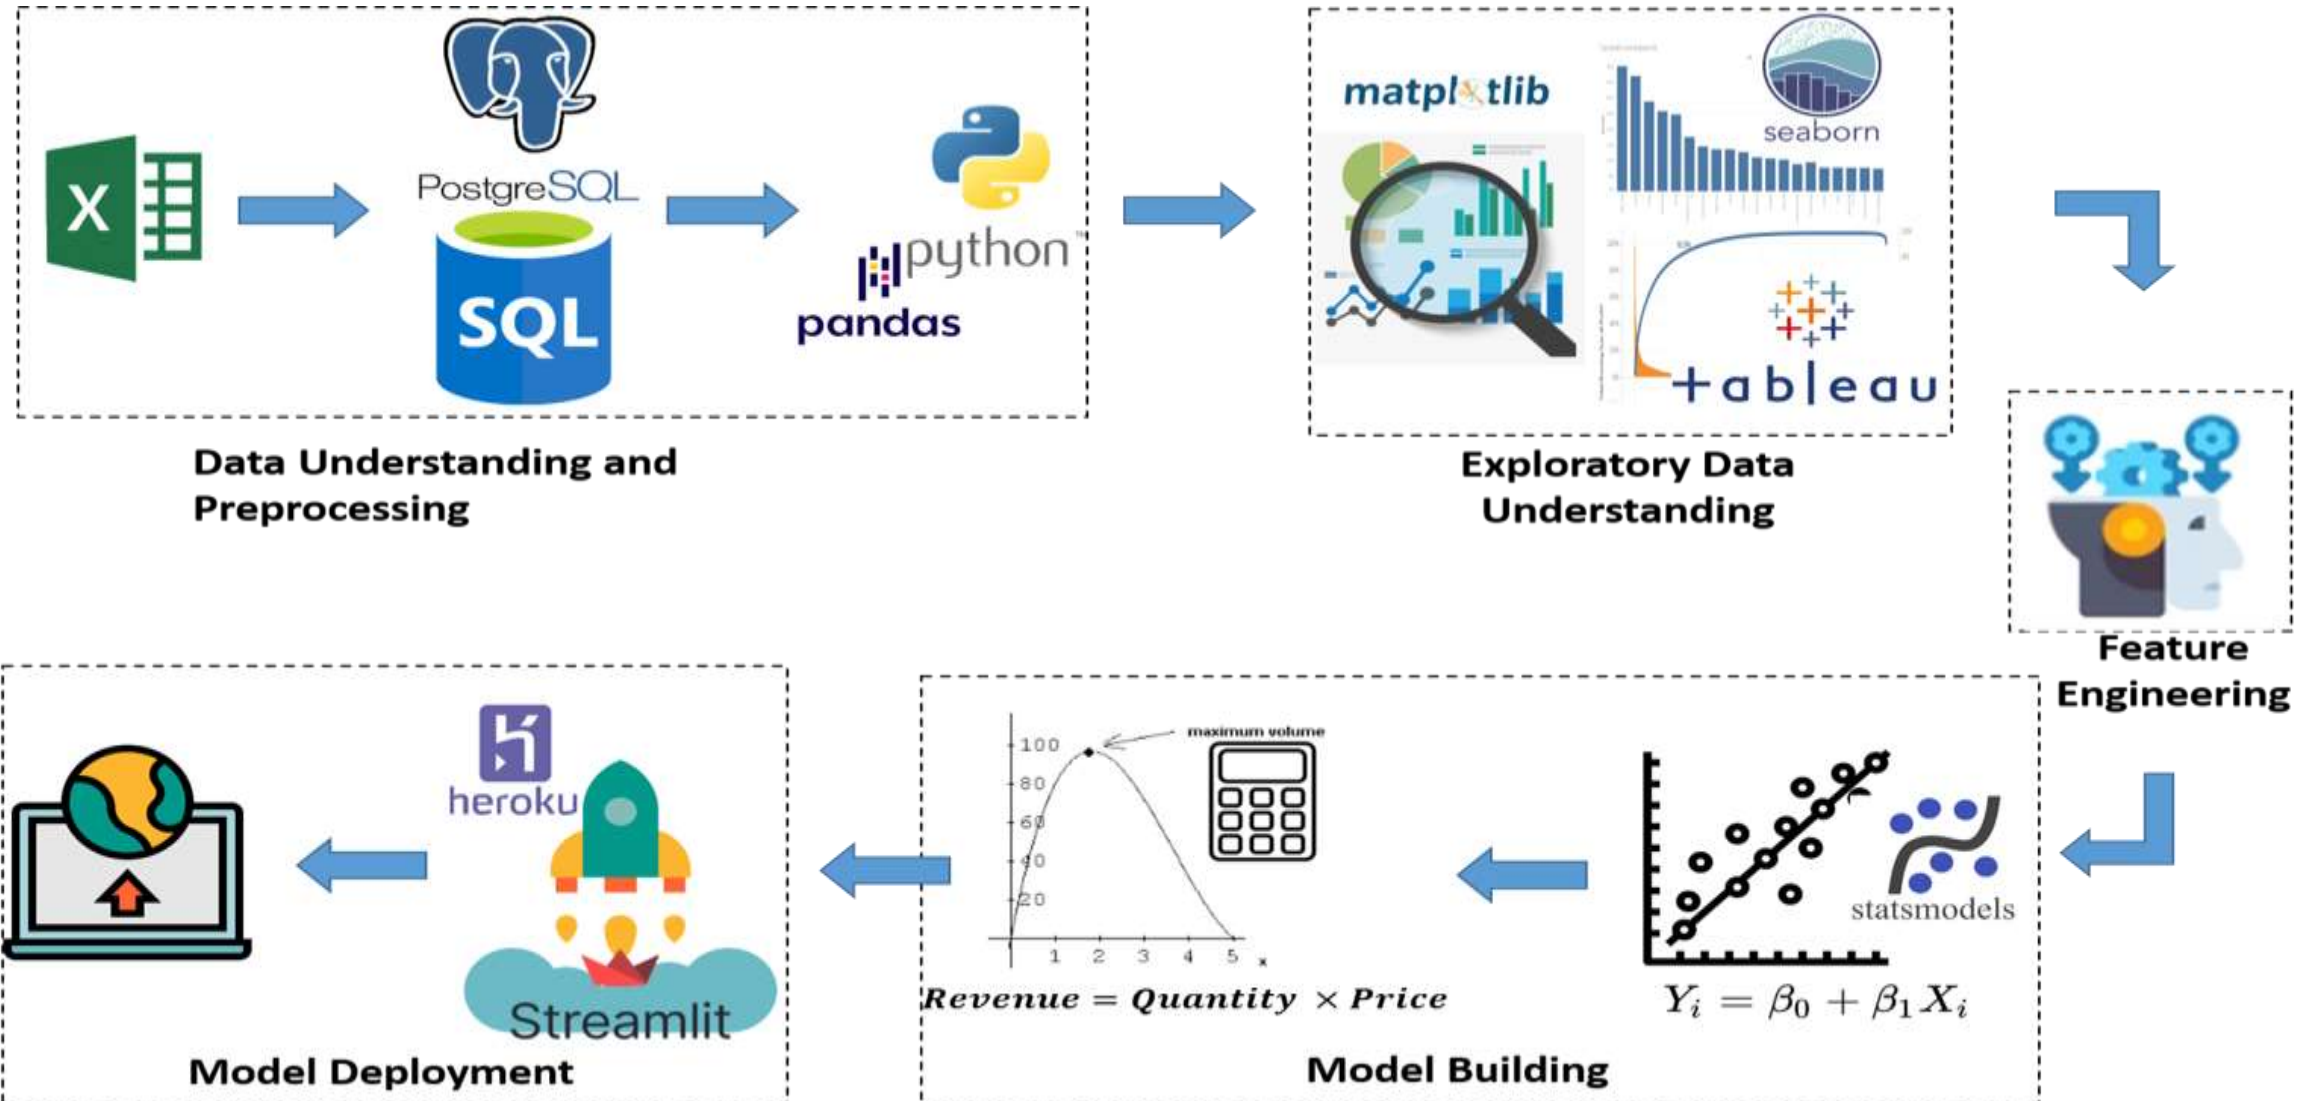 X
PostgreSQL
SQL
python
pandas
Data Understanding and
Preprocessing
matplotlib
seaborn
+ableau
Exploratory Data
Understanding
Feature
Engineering
statsmodels
Yᵢ = β₀ + β₁Xᵢ
maximum volume
100
80
60
40
20
1 2 3 4 5 x
Revenue = Quantity × Price
Model Building
heroku
Streamlit
Model Deployment